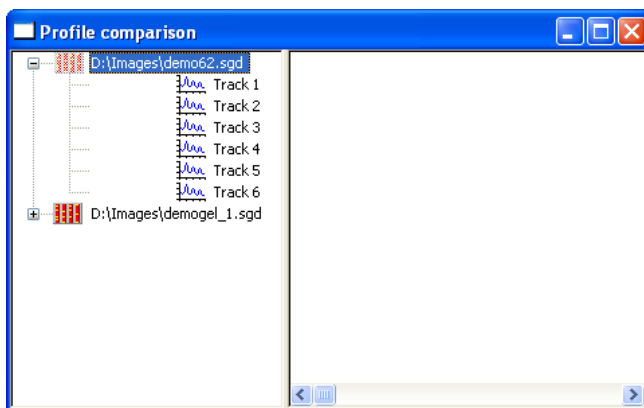 Profile comparison
D:\Images\demo62.sgd
Track 1
Track 2
Track 3
Track 4
Track 5
Track 6
D:\Images\demogel_1.sgd